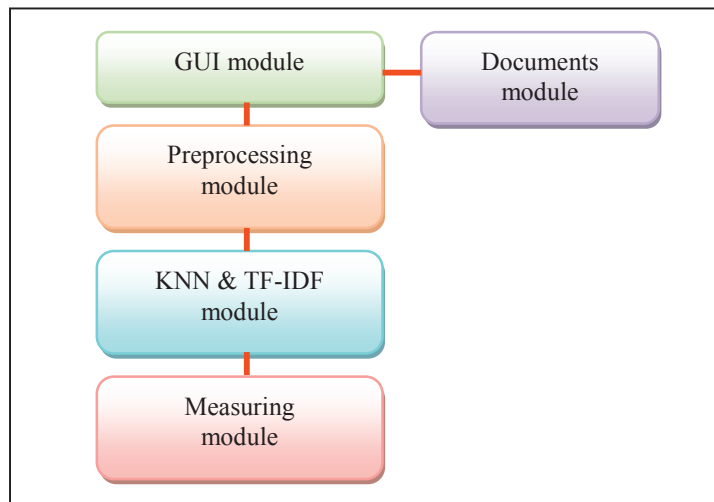 GUI module
Documents
module
Preprocessing
module
KNN & TF-IDF
module
Measuring
module